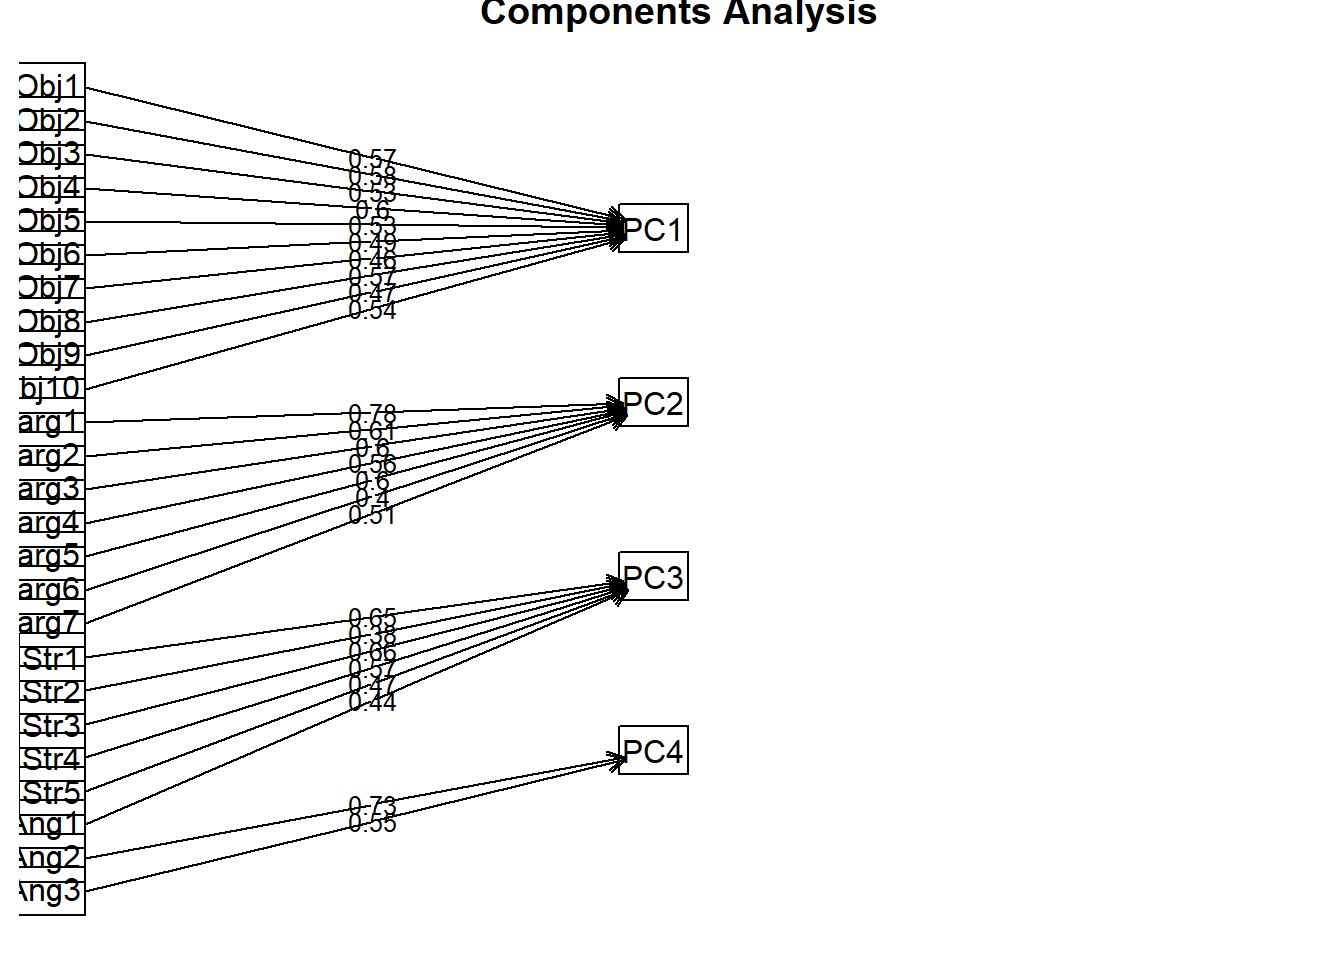 Components Analysis
Obj1
Obj2
Obj3
Obj4
Obj5
Obj6
Obj7
Obj8
Obj9
bj10
arg1
arg2
arg3
arg4
arg5
arg6
arg7
Str1
Str2
Str3
Str4
Str5
Ang1
Ang2
Ang3
0.57
0.58
0.53
0.6
0.53
0.49
0.46
0.57
0.47
0.54
0.78
0.61
0.6
0.56
0.6
0.4
0.51
0.65
0.38
0.66
0.57
0.47
0.44
0.73
0.55
PC1
PC2
PC3
PC4